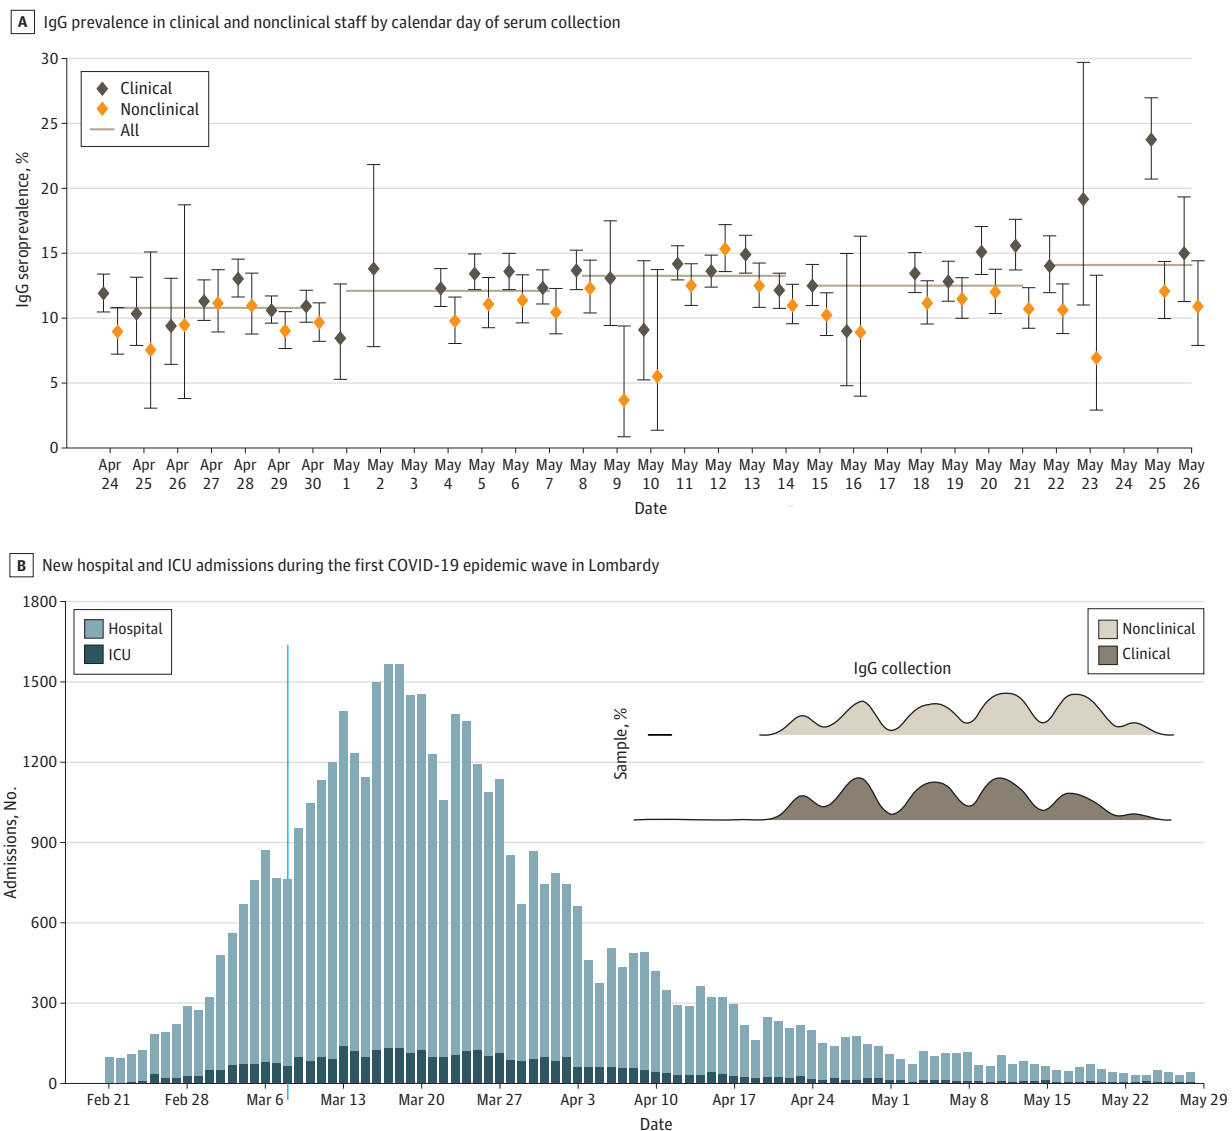 A IgG prevalence in clinical and nonclinical staff by calendar day of serum collection
30
25
20
15
10
5
0
IgG seroprevalence, %
Clinical
Nonclinical
All
Apr 24
Apr 25
Apr 26
Apr 27
Apr 28
Apr 29
Apr 30
May 1
May 2
May 3
May 4
May 5
May 6
May 7
May 8
May 9
May 10
May 11
May 12
May 13
May 14
May 15
May 16
May 17
May 18
May 19
May 20
May 21
May 22
May 23
May 24
May 25
May 26
Date
B New hospital and ICU admissions during the first COVID-19 epidemic wave in Lombardy
1800
1500
1200
900
600
300
0
Admissions, No.
Hospital
ICU
Nonclinical
Clinical
IgG collection
Sample, %
Feb 21
Feb 28
Mar 6
Mar 13
Mar 20
Mar 27
Apr 3
Apr 10
Apr 17
Apr 24
May 1
May 8
May 15
May 22
May 29
Date